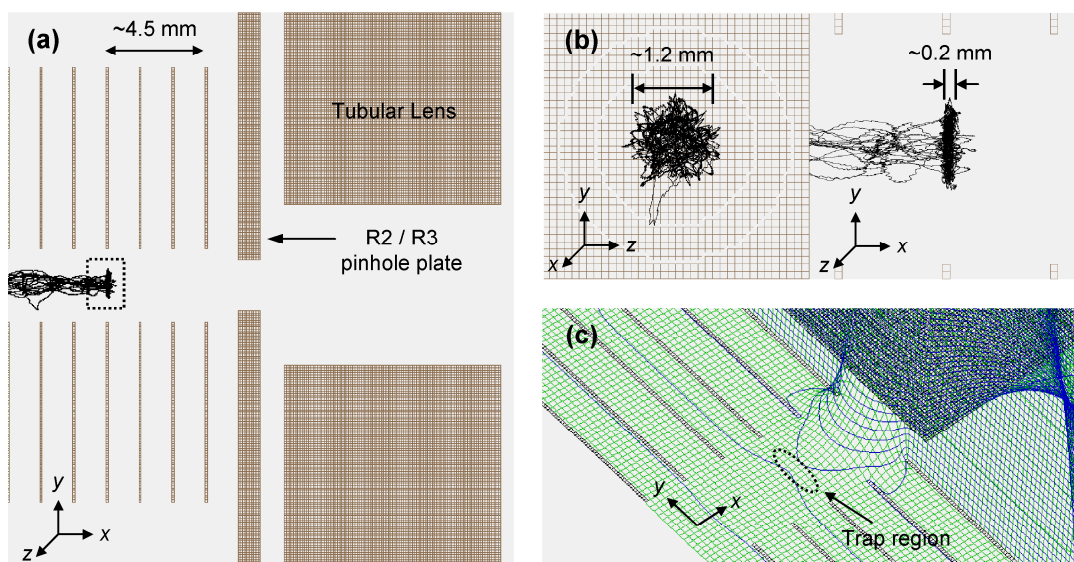 (a)
~4.5 mm
Tubular Lens
R2 / R3
pinhole plate
y
x
z
(b)
~1.2 mm
~0.2 mm
y
z
x
y
x
z
(c)
y
x
Trap region